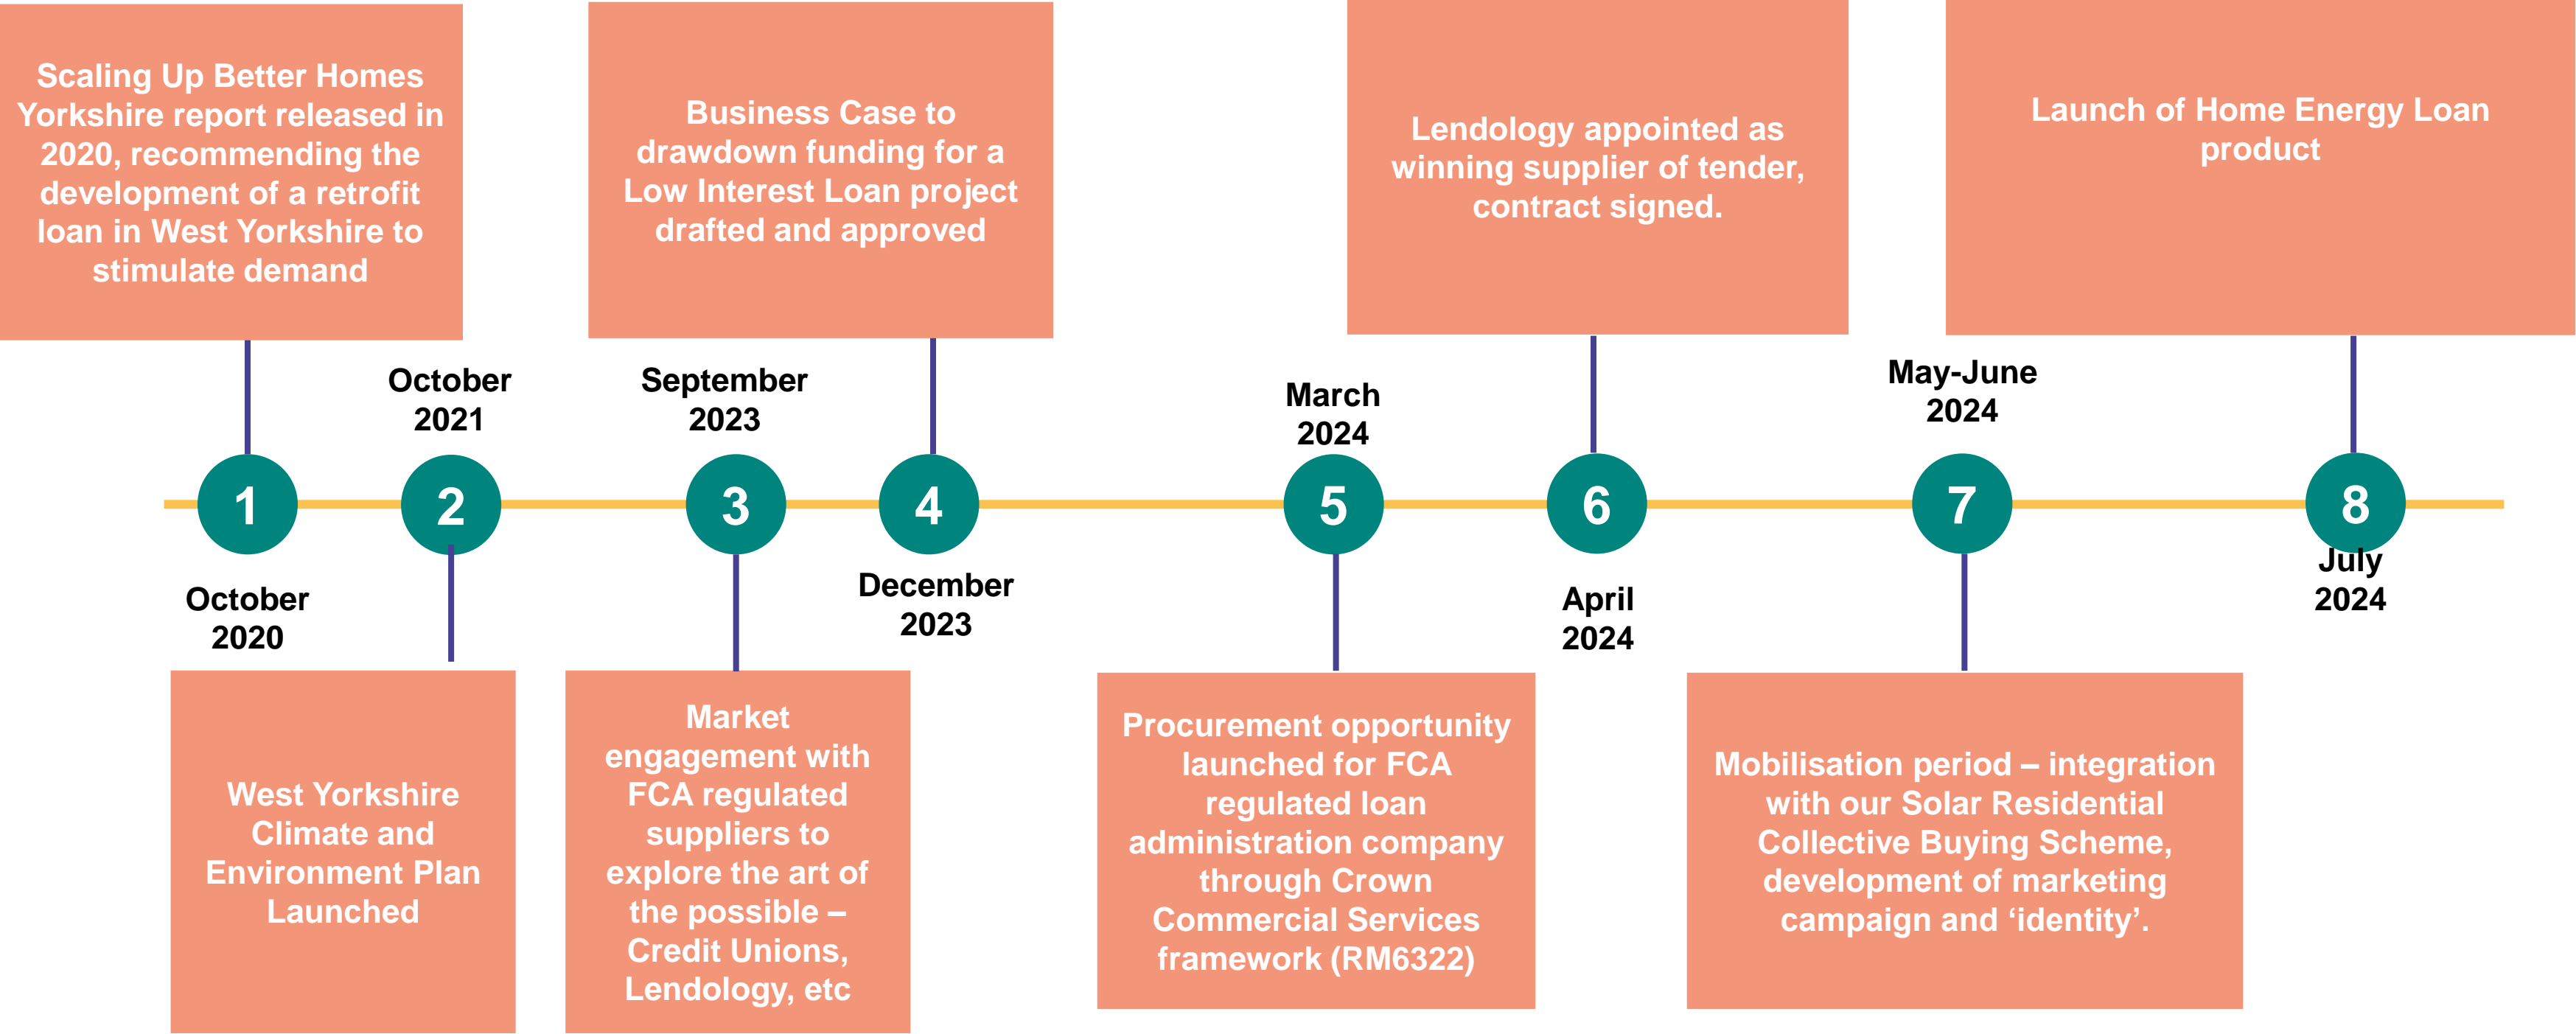 Scaling Up Better Homes
Yorkshire report released in
2020, recommending the
development of a retrofit
loan in West Yorkshire to
stimulate demand
Business Case to
drawdown funding for a
Low Interest Loan project
drafted and approved
Lendology appointed as
winning supplier of tender,
contract signed.
Launch of Home Energy Loan
product
October
2021
September
2023
March
2024
May-June
2024
1
2
3
4
5
6
7
8
October
2020
December
2023
April
2024
July
2024
West Yorkshire
Climate and
Environment Plan
Launched
Market
engagement with
FCA regulated
suppliers to
explore the art of
the possible –
Credit Unions,
Lendology, etc
Procurement opportunity
launched for FCA
regulated loan
administration company
through Crown
Commercial Services
framework (RM6322)
Mobilisation period – integration
with our Solar Residential
Collective Buying Scheme,
development of marketing
campaign and ‘identity’.